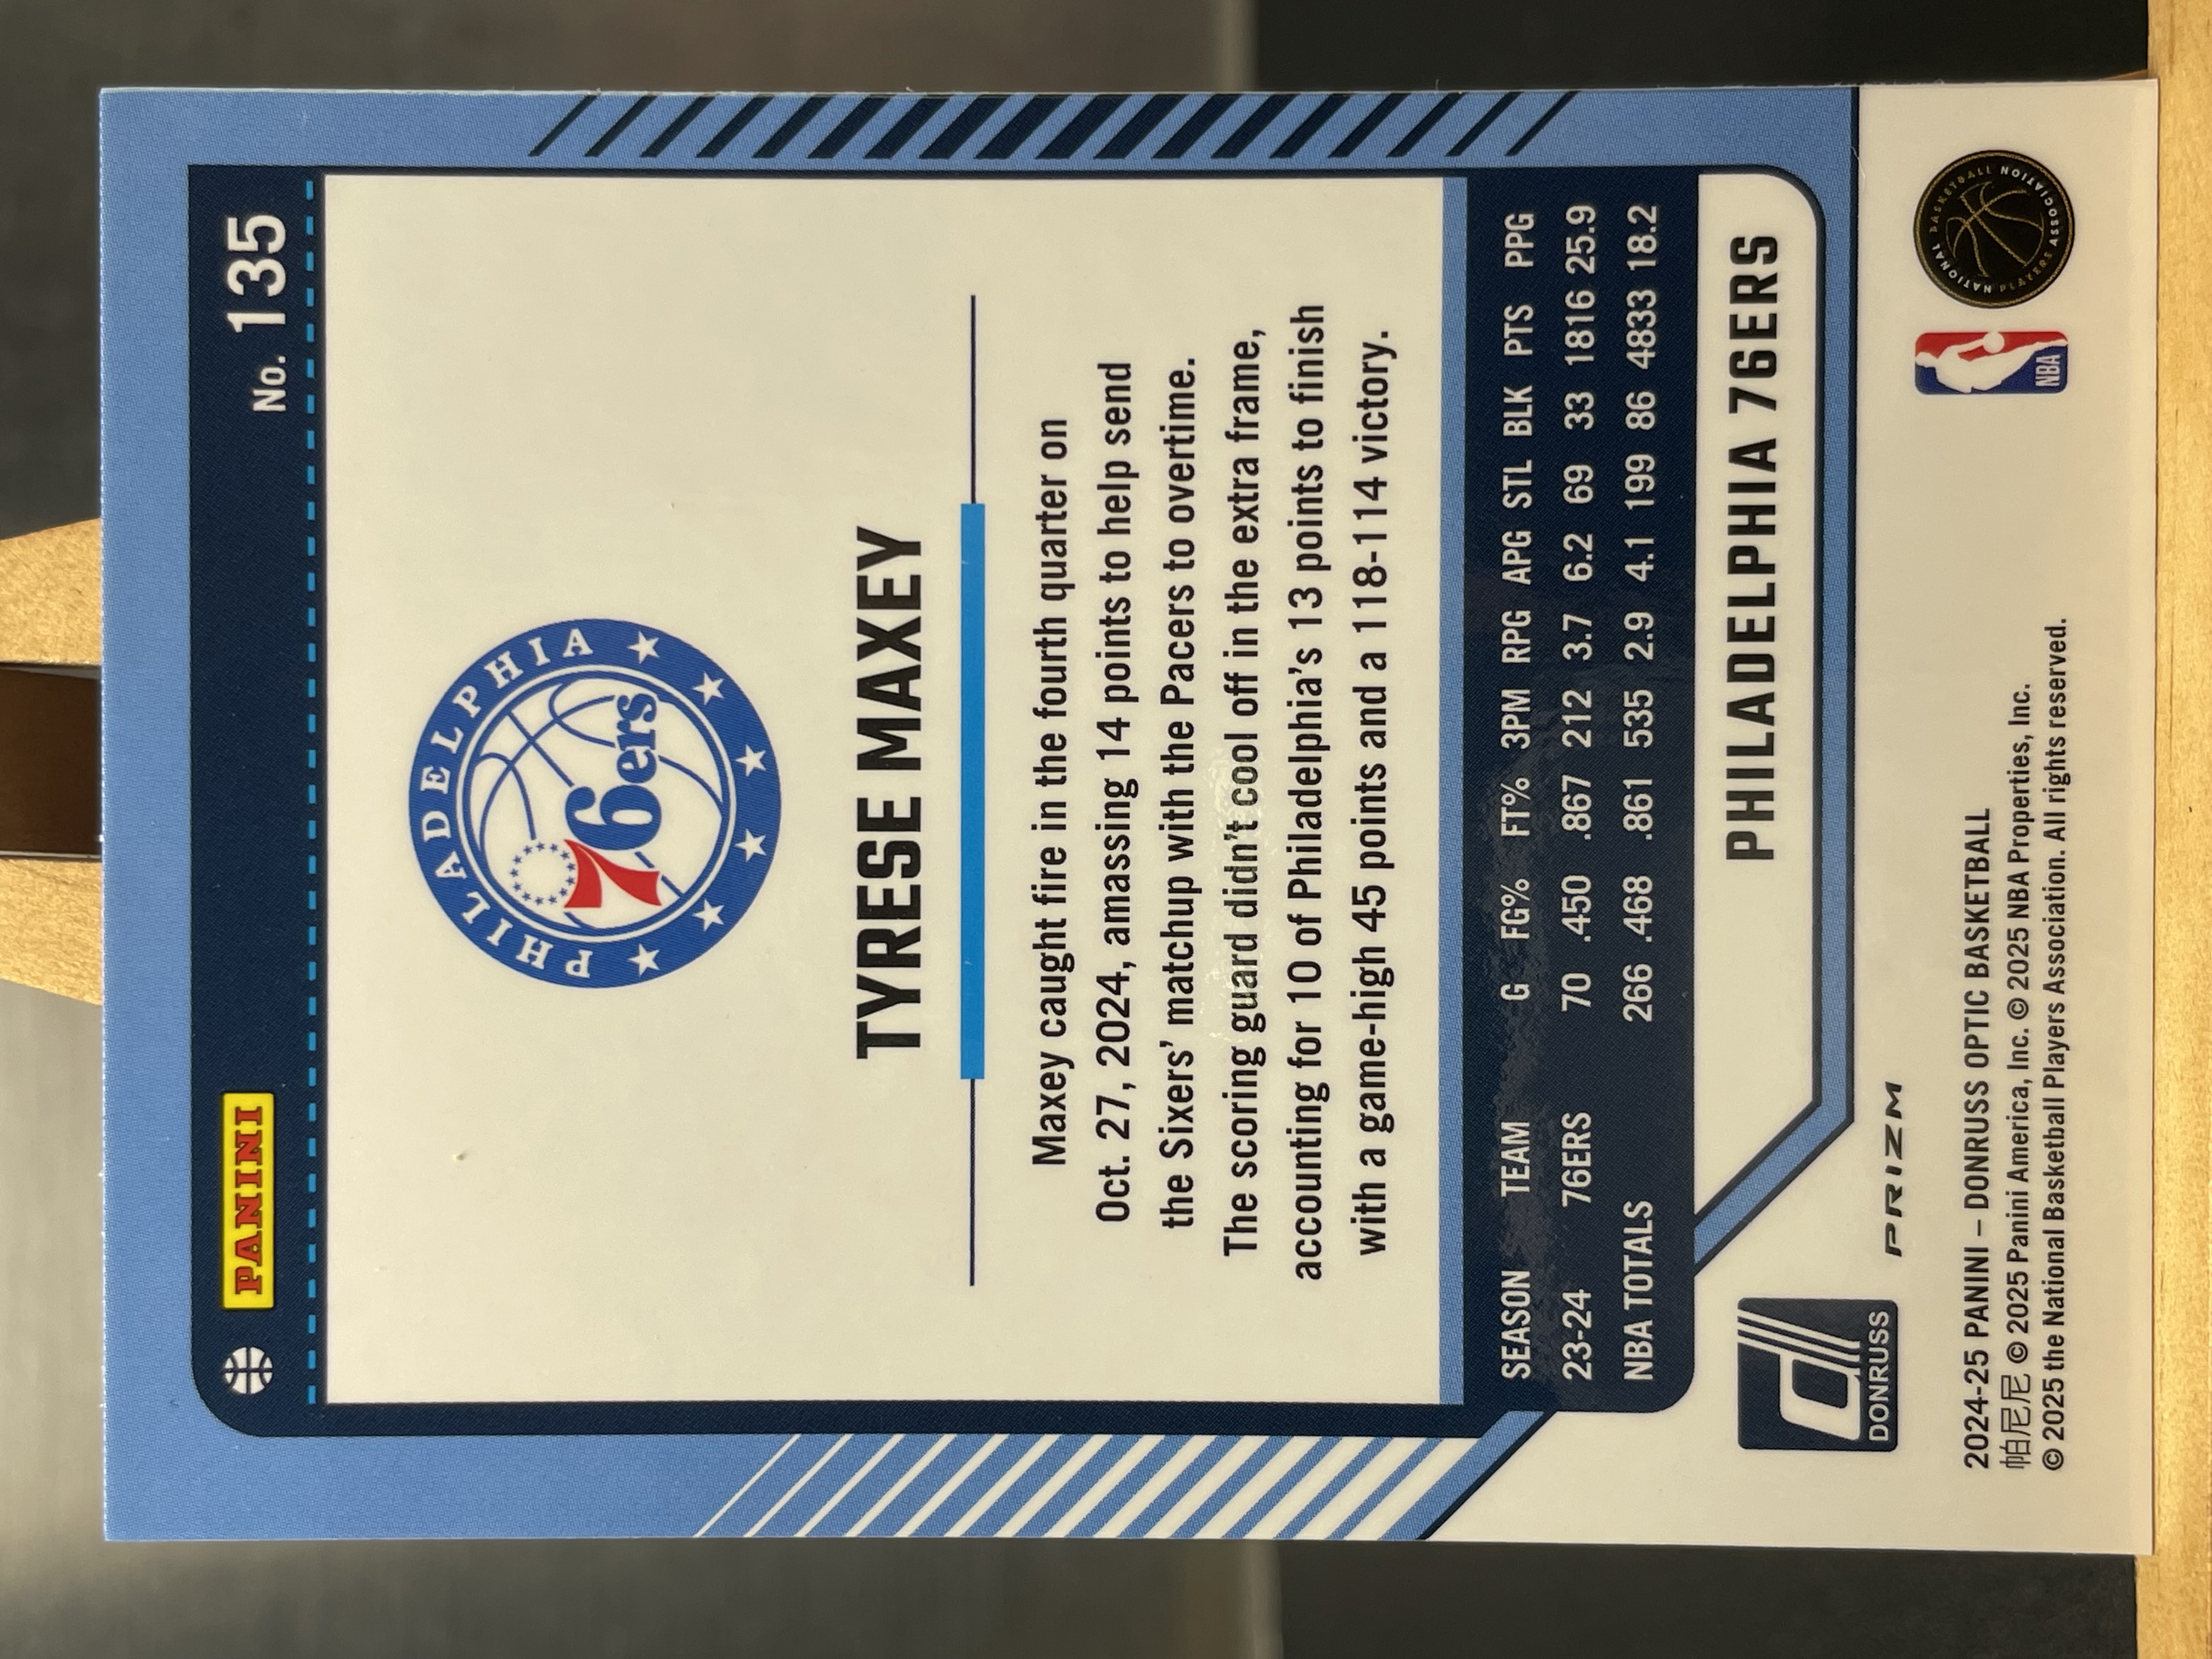 PANINI
No. 135
PHILADELPHIA
76ers
TYRESE MAXEY
Maxey caught fire in the fourth quarter on
Oct. 27, 2024, amassing 14 points to help send
the Sixers’ matchup with the Pacers to overtime.
The scoring guard didn’t cool off in the extra frame,
accounting for 10 of Philadelphia’s 13 points to finish
with a game-high 45 points and a 118-114 victory.
SEASON TEAM G FG% FT% 3PM RPG APG STL BLK PTS PPG
23-24 76ERS 70 .450 .867 212 3.7 6.2 69 33 1816 25.9
NBA TOTALS 266 .468 .861 535 2.9 4.1 199 86 4833 18.2
PHILADELPHIA 76ERS
DONRUSS
PRIZM
2024-25 PANINI – DONRUSS OPTIC BASKETBALL
帕尼尼 © 2025 Panini America, Inc. © 2025 NBA Properties, Inc.
© 2025 the National Basketball Players Association. All rights reserved.
NBA
NATIONAL BASKETBALL PLAYERS ASSOCIATION